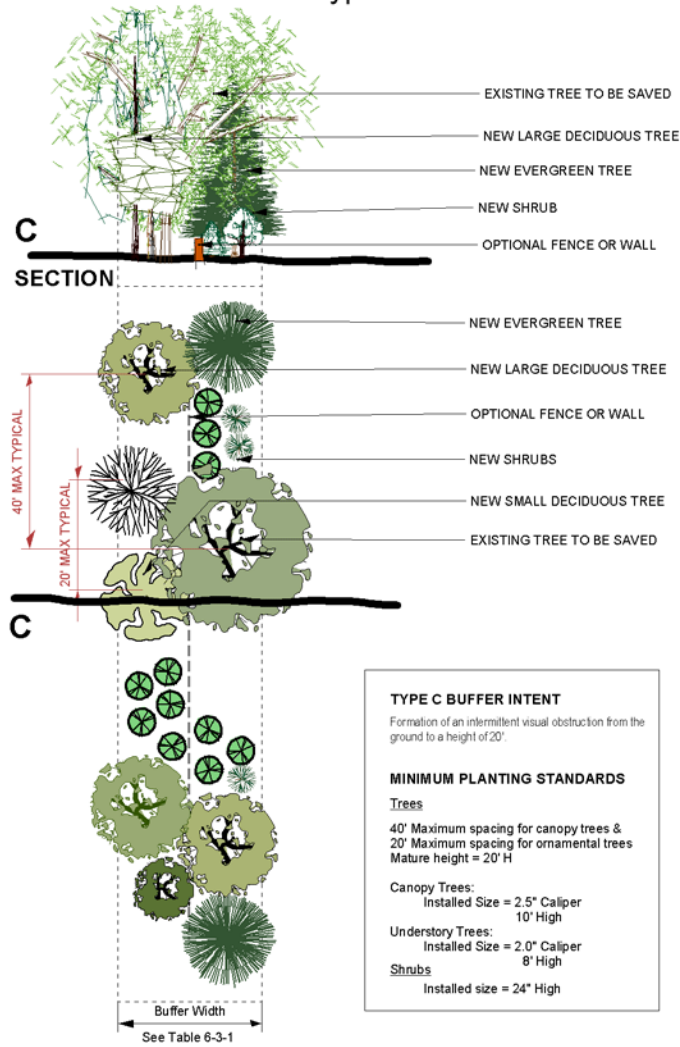 EXISTING TREE TO BE SAVED
NEW LARGE DECIDUOUS TREE
NEW EVERGREEN TREE
NEW SHRUB
OPTIONAL FENCE OR WALL
C
SECTION
NEW EVERGREEN TREE
NEW LARGE DECIDUOUS TREE
OPTIONAL FENCE OR WALL
NEW SHRUBS
NEW SMALL DECIDUOUS TREE
EXISTING TREE TO BE SAVED
40' MAX TYPICAL
20' MAX TYPICAL
C
TYPE C BUFFER INTENT
Formation of an intermittent visual obstruction from the
ground to a height of 20'.
MINIMUM PLANTING STANDARDS
Trees
40' Maximum spacing for canopy trees &
20' Maximum spacing for ornamental trees
Mature height = 20' H
Canopy Trees:
Installed Size = 2.5" Caliper
10' High
Understory Trees:
Installed Size = 2.0" Caliper
8' High
Shrubs
Installed size = 24" High
Buffer Width
See Table 6-3-1